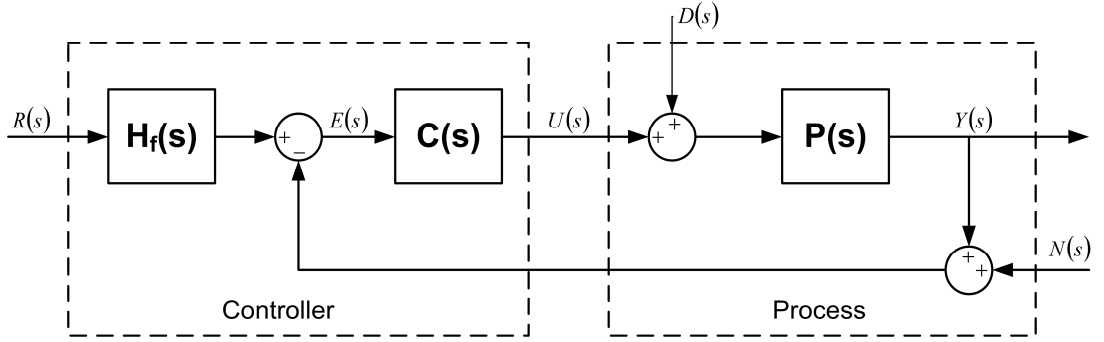 D(s)
R(s)
H_f(s)
+
−
E(s)
C(s)
U(s)
+
+
P(s)
Y(s)
+
+
N(s)
Controller
Process